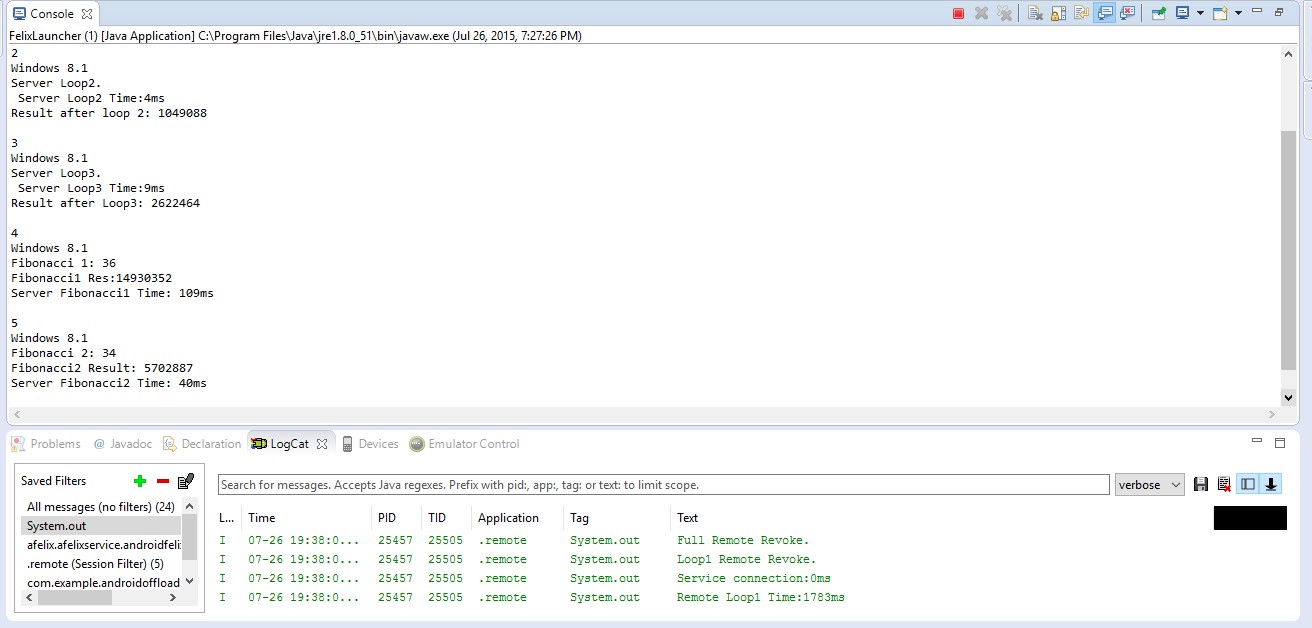 Console
FelixLauncher (1) [Java Application] C:\Program Files\Java\jre1.8.0_51\bin\javaw.exe (Jul 26, 2015, 7:27:26 PM)
2
Windows 8.1
Server Loop2.
Server Loop2 Time:4ms
Result after loop 2: 1049088
3
Windows 8.1
Server Loop3.
Server Loop3 Time:9ms
Result after Loop3: 2622464
4
Windows 8.1
Fibonacci 1: 36
Fibonacci1 Res:14930352
Server Fibonacci1 Time: 109ms
5
Windows 8.1
Fibonacci 2: 34
Fibonacci2 Result: 5702887
Server Fibonacci2 Time: 40ms
Problems @ Javadoc Declaration LogCat Devices Emulator Control
Saved Filters
All messages (no filters) (24)
System.out
afelix.afelixservice.androidfeli
.remote (Session Filter) (5)
com.example.androidoffload
Search for messages. Accepts Java regexes. Prefix with pid:, app:, tag: or text: to limit scope.
verbose
L... Time PID TID Application Tag Text
I 07-26 19:38:0... 25457 25505 .remote System.out Full Remote Revoke.
I 07-26 19:38:0... 25457 25505 .remote System.out Loop1 Remote Revoke.
I 07-26 19:38:0... 25457 25505 .remote System.out Service connection:0ms
I 07-26 19:38:0... 25457 25505 .remote System.out Remote Loop1 Time:1783ms